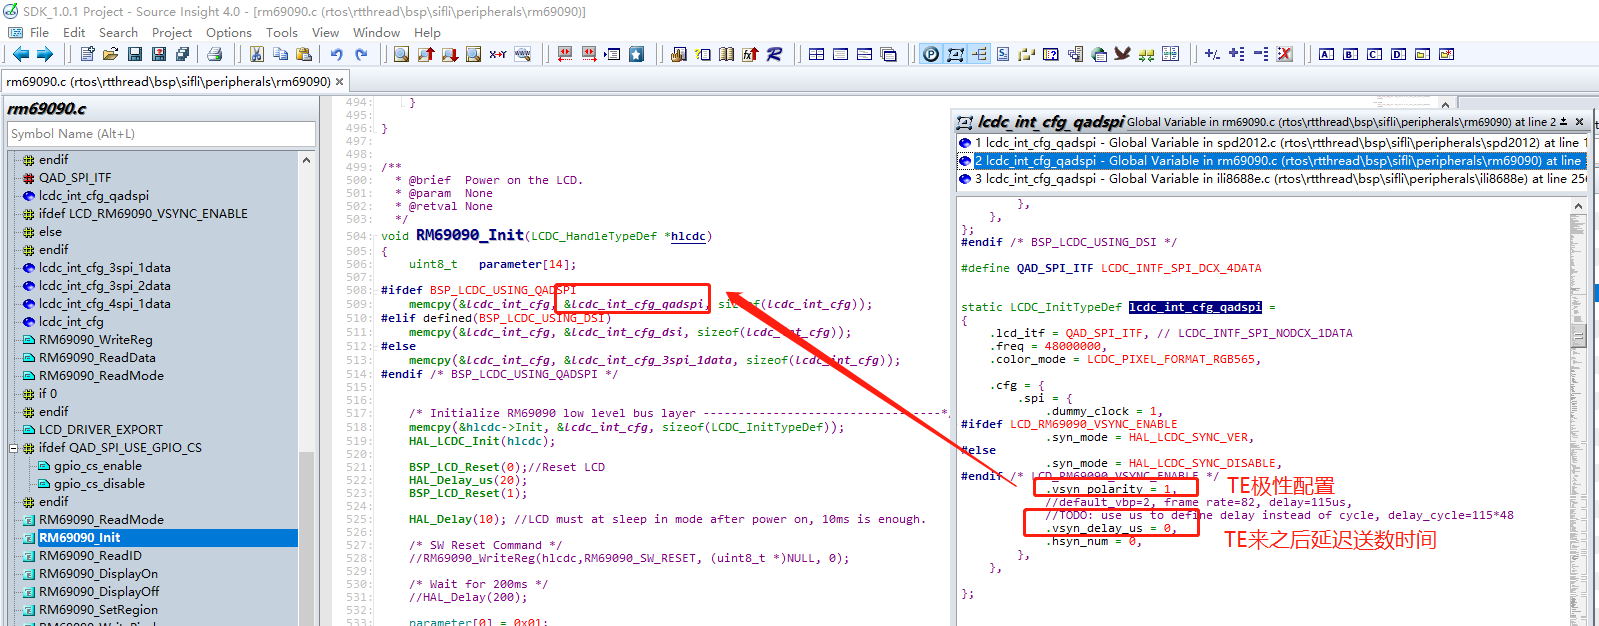 SDK_1.0.1 Project - Source Insight 4.0 - [rm69090.c (rtos\rtthread\bsp\sifli\peripherals\rm69090)]
File Edit Search Project Options Tools View Window Help
rm69090.c (rtos\rtthread\bsp\sifli\peripherals\rm69090)
rm69090.c
Symbol Name (Alt+L)
endif
QAD_SPI_ITF
lcdc_int_cfg_qadspi
ifdef LCD_RM69090_VSYNC_ENABLE
else
endif
lcdc_int_cfg_3spi_1data
lcdc_int_cfg_3spi_2data
lcdc_int_cfg_4spi_1data
lcdc_int_cfg
RM69090_WriteReg
RM69090_ReadData
RM69090_ReadMode
if 0
endif
LCD_DRIVER_EXPORT
ifdef QAD_SPI_USE_GPIO_CS
gpio_cs_enable
gpio_cs_disable
endif
RM69090_ReadMode
RM69090_Init
RM69090_ReadID
RM69090_DisplayOn
RM69090_DisplayOff
RM69090_SetRegion
494: }
495:
496: }
497:
498:
499: /**
500: * @brief Power on the LCD.
501: * @param None
502: * @retval None
503: */
504: void RM69090_Init(LCDC_HandleTypeDef *hlcdc)
505: {
506: uint8_t parameter[14];
507:
508: #ifdef BSP_LCDC_USING_QADSPI
509: memcpy(&lcdc_int_cfg, &lcdc_int_cfg_qadspi, sizeof(lcdc_int_cfg));
510: #elif defined(BSP_LCDC_USING_DSI)
511: memcpy(&lcdc_int_cfg, &lcdc_int_cfg_dsi, sizeof(lcdc_int_cfg));
512: #else
513: memcpy(&lcdc_int_cfg, &lcdc_int_cfg_3spi_1data, sizeof(lcdc_int_cfg));
514: #endif /* BSP_LCDC_USING_QADSPI */
515:
516:
517: /* Initialize RM69090 low level bus layer ----------------------------------*/
518: memcpy(&hlcdc->Init, &lcdc_int_cfg, sizeof(LCDC_InitTypeDef));
519: HAL_LCDC_Init(hlcdc);
520:
521: BSP_LCD_Reset(0);//Reset LCD
522: HAL_Delay_us(20);
523: BSP_LCD_Reset(1);
524:
525: HAL_Delay(10); //LCD must at sleep in mode after power on, 10ms is enough.
526:
527: /* SW Reset Command */
528: //RM69090_WriteReg(hlcdc,RM69090_SW_RESET, (uint8_t *)NULL, 0);
529:
530: /* Wait for 200ms */
531: //HAL_Delay(200);
532:
533: parameter[0] = 0x01;
lcdc_int_cfg_qadspi Global Variable in rm69090.c (rtos\rtthread\bsp\sifli\peripherals\rm69090) at line 2
1 lcdc_int_cfg_qadspi - Global Variable in spd2012.c (rtos\rtthread\bsp\sifli\peripherals\spd2012) at line 1
2 lcdc_int_cfg_qadspi - Global Variable in rm69090.c (rtos\rtthread\bsp\sifli\peripherals\rm69090) at line
3 lcdc_int_cfg_qadspi - Global Variable in ili8688e.c (rtos\rtthread\bsp\sifli\peripherals\ili8688e) at line 256
},
},
};
#endif /* BSP_LCDC_USING_DSI */
#define QAD_SPI_ITF LCDC_INTF_SPI_DCX_4DATA
static LCDC_InitTypeDef lcdc_int_cfg_qadspi =
{
.lcd_itf = QAD_SPI_ITF, // LCDC_INTF_SPI_NODCX_1DATA
.freq = 48000000,
.color_mode = LCDC_PIXEL_FORMAT_RGB565,
.cfg = {
.spi = {
.dummy_clock = 1,
#ifdef LCD_RM69090_VSYNC_ENABLE
.syn_mode = HAL_LCDC_SYNC_VER,
#else
.syn_mode = HAL_LCDC_SYNC_DISABLE,
#endif /* LCD_RM69090_VSYNC_ENABLE */
.vsyn_polarity = 1, TE极性配置
//default_vbp=2, frame rate=82, delay=115us,
//TODO: use us to define delay instead of cycle, delay_cycle=115*48
.vsyn_delay_us = 0, TE来之后延迟送数时间
.hsyn_num = 0,
},
},
};